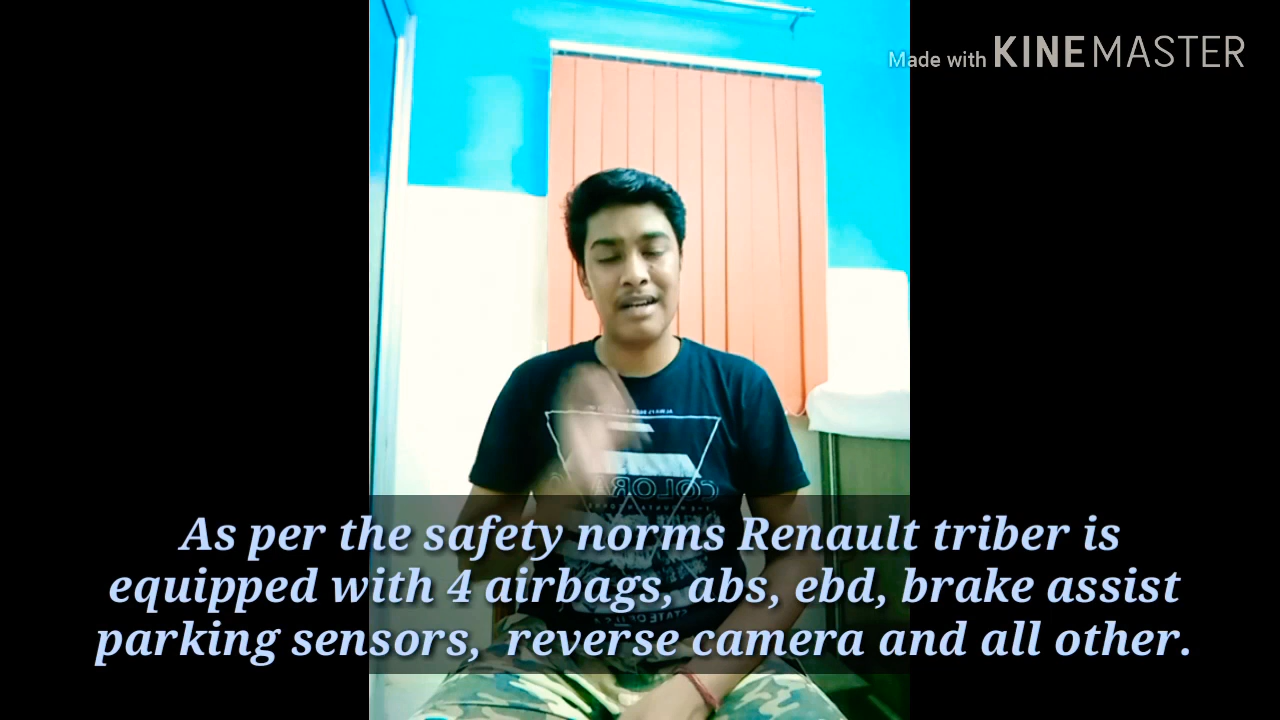 Made with KINEMASTER
COLORA
As per the safety norms Renault triber is
equipped with 4 airbags, abs, ebd, brake assist
parking sensors,  reverse camera and all other.